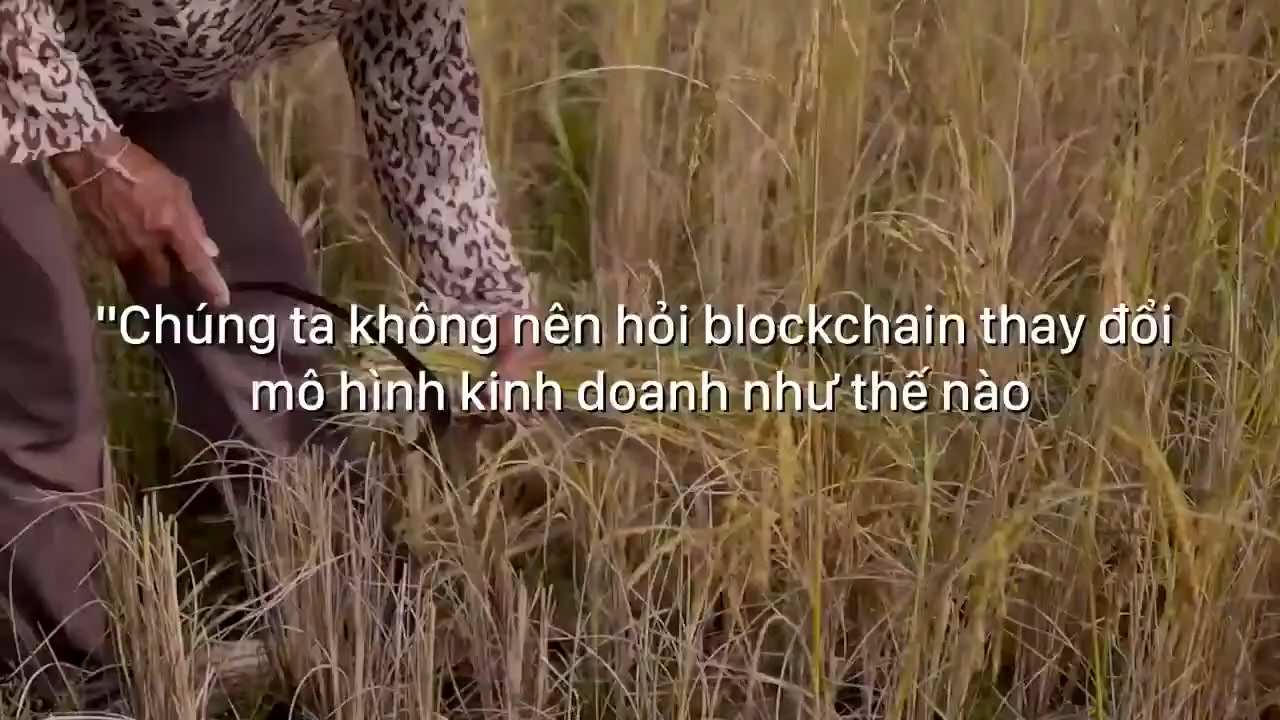 "Chúng ta không nên hỏi blockchain thay đổi
mô hình kinh doanh như thế nào